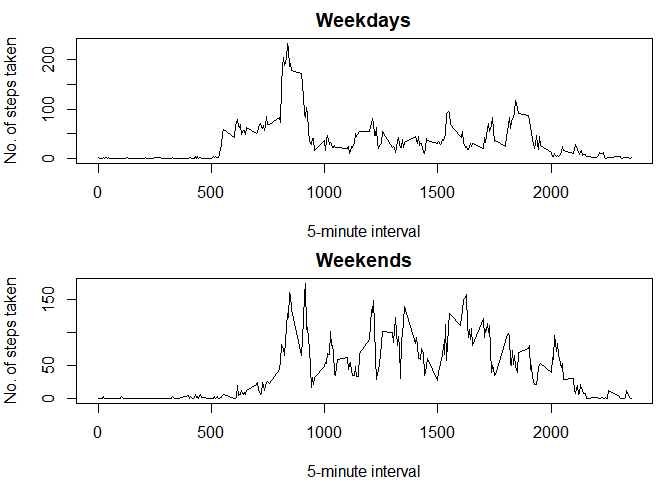 Weekdays
No. of steps taken
200
100
0
0
500
1000
1500
2000
5-minute interval
Weekends
No. of steps taken
150
50
0
0
500
1000
1500
2000
5-minute interval